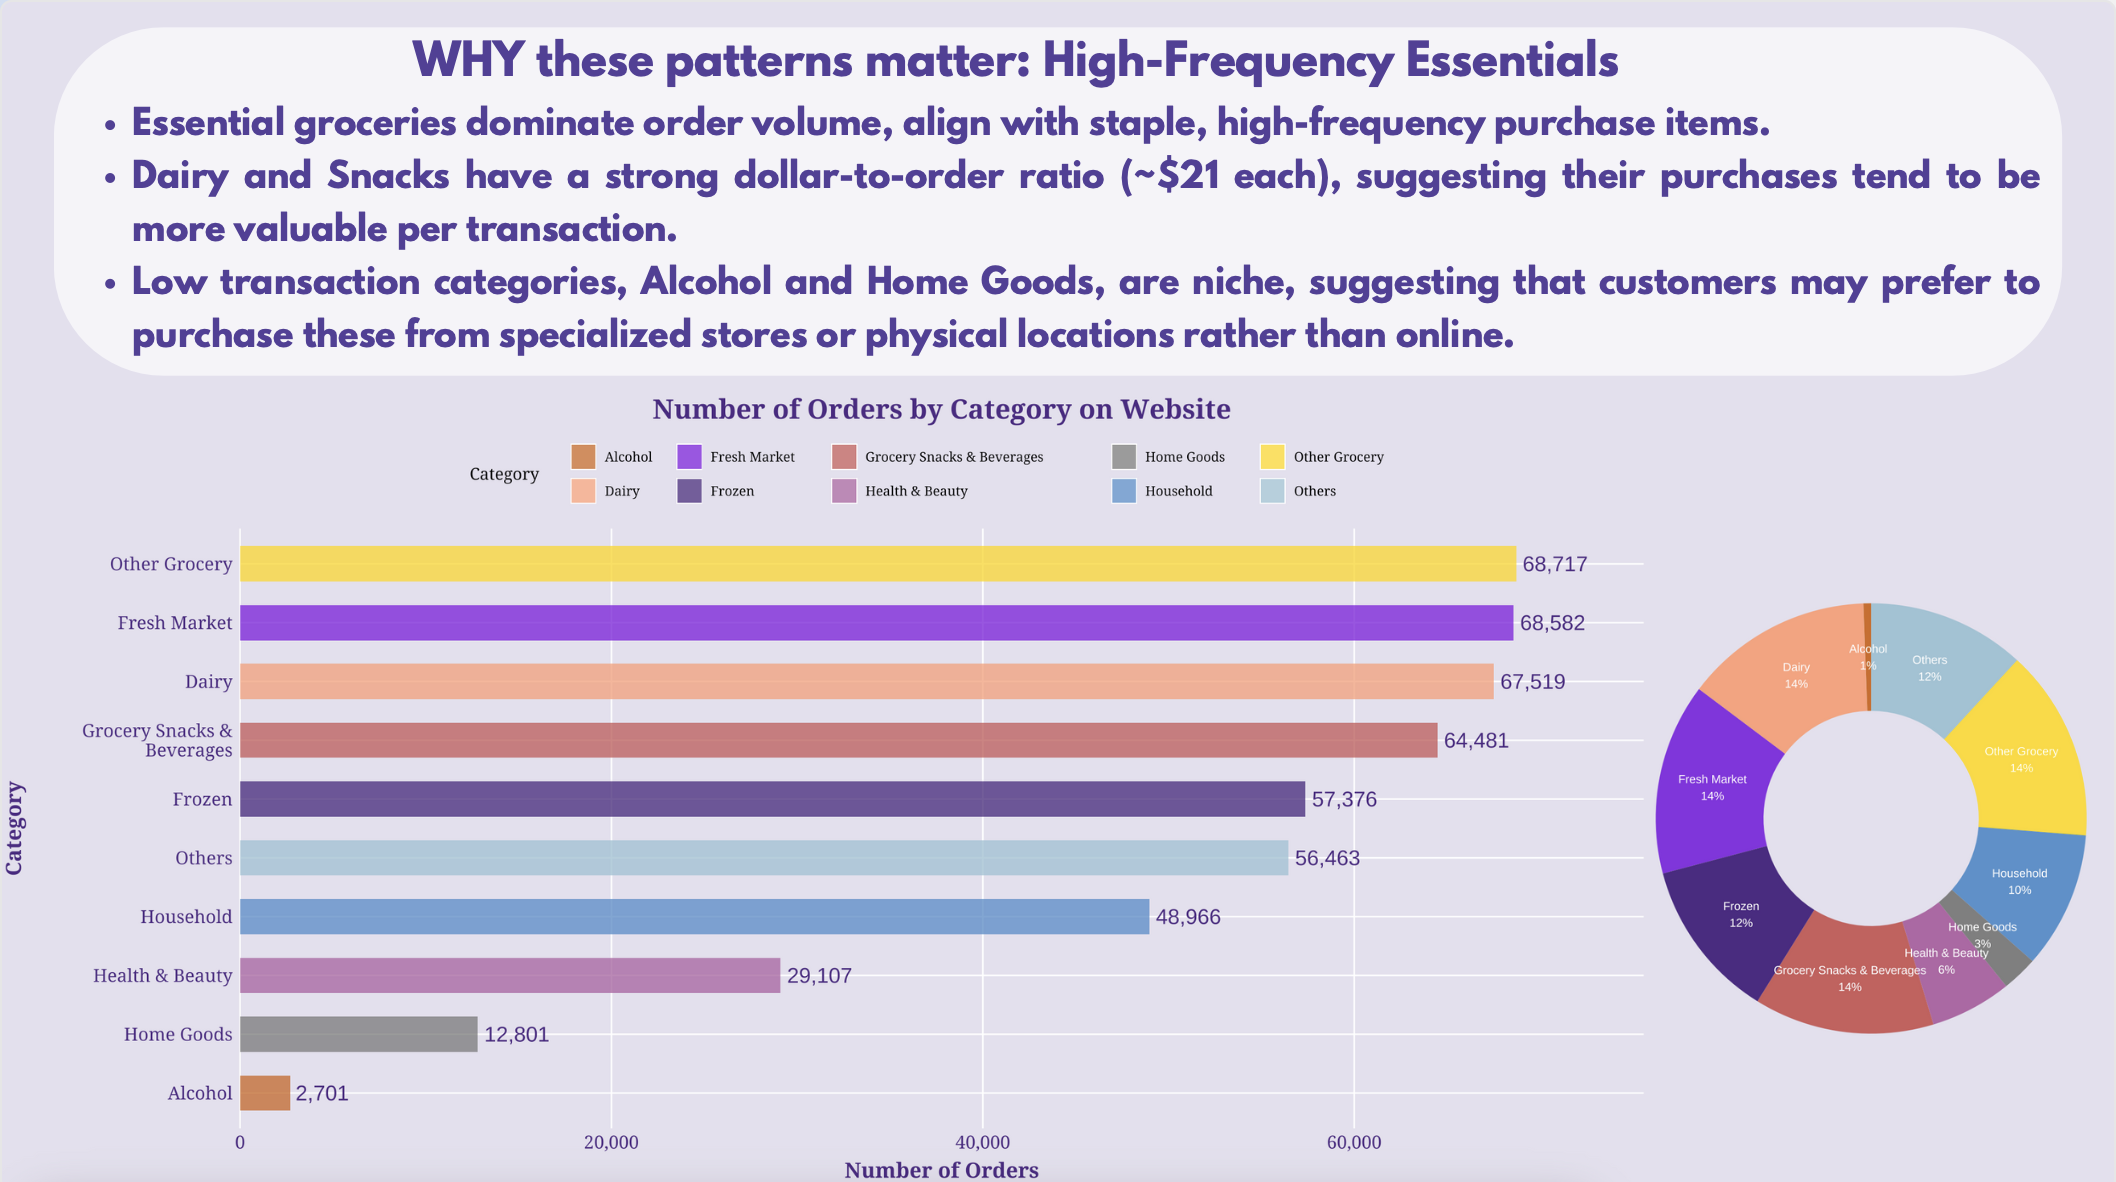 WHY these patterns matter: High-Frequency Essentials
• Essential groceries dominate order volume, align with staple, high-frequency purchase items.
• Dairy and Snacks have a strong dollar-to-order ratio (~$21 each), suggesting their purchases tend to be
more valuable per transaction.
• Low transaction categories, Alcohol and Home Goods, are niche, suggesting that customers may prefer to
purchase these from specialized stores or physical locations rather than online.
Number of Orders by Category on Website
Category
Alcohol
Fresh Market
Grocery Snacks & Beverages
Home Goods
Other Grocery
Dairy
Frozen
Health & Beauty
Household
Others
Category
Other Grocery
68,717
Fresh Market
68,582
Dairy
67,519
Grocery Snacks &
Beverages
64,481
Frozen
57,376
Others
56,463
Household
48,966
Health & Beauty
29,107
Home Goods
12,801
Alcohol
2,701
0
20,000
40,000
60,000
Number of Orders
Alcohol
1%
Others
12%
Other Grocery
14%
Household
10%
Home Goods
3%
Health & Beauty
6%
Grocery Snacks & Beverages
14%
Frozen
12%
Fresh Market
14%
Dairy
14%